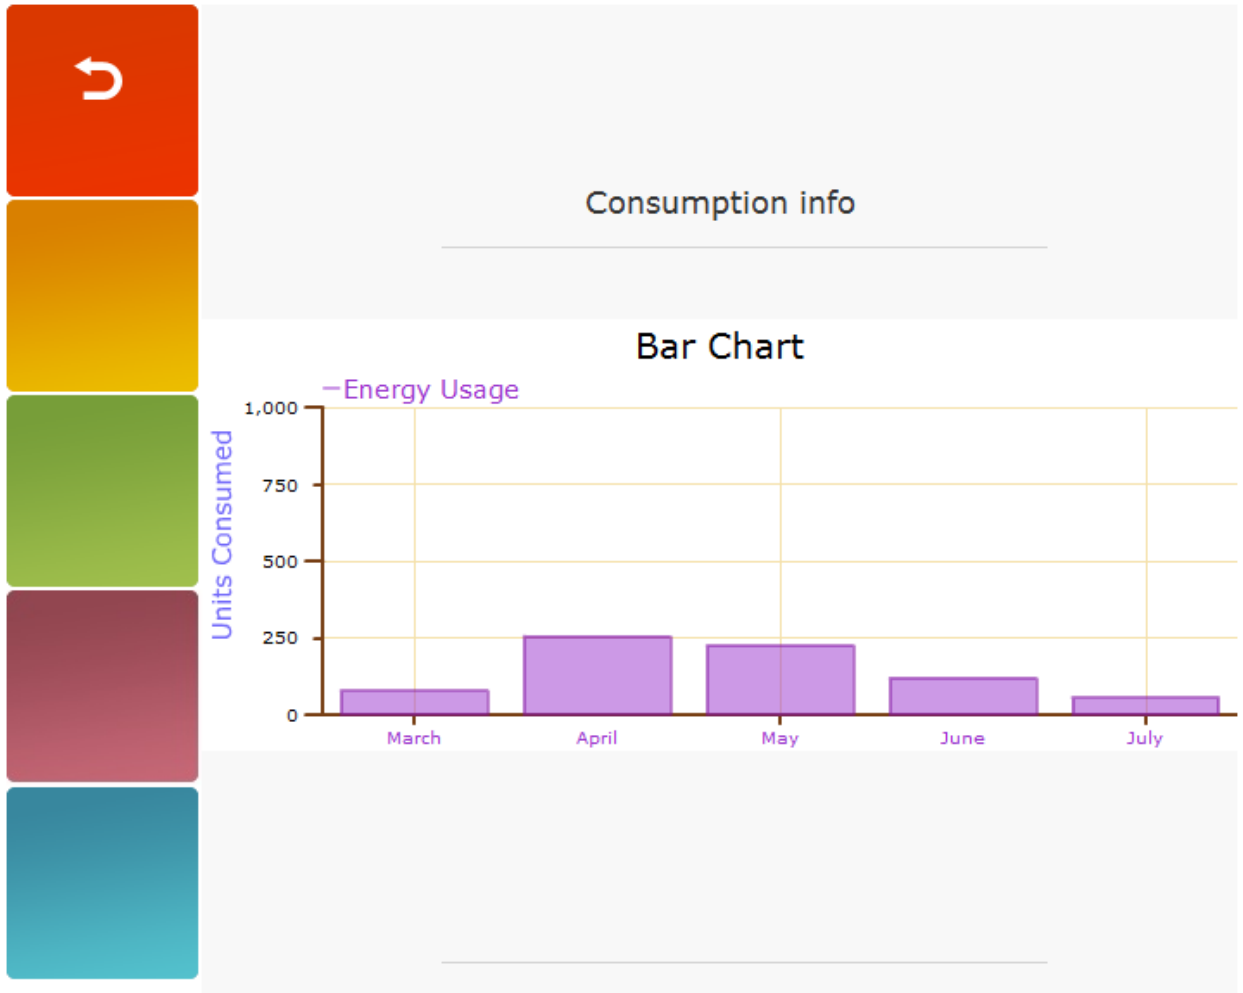 Consumption info
Bar Chart
Energy Usage
Units Consumed
1,000
750
500
250
0
March April May June July